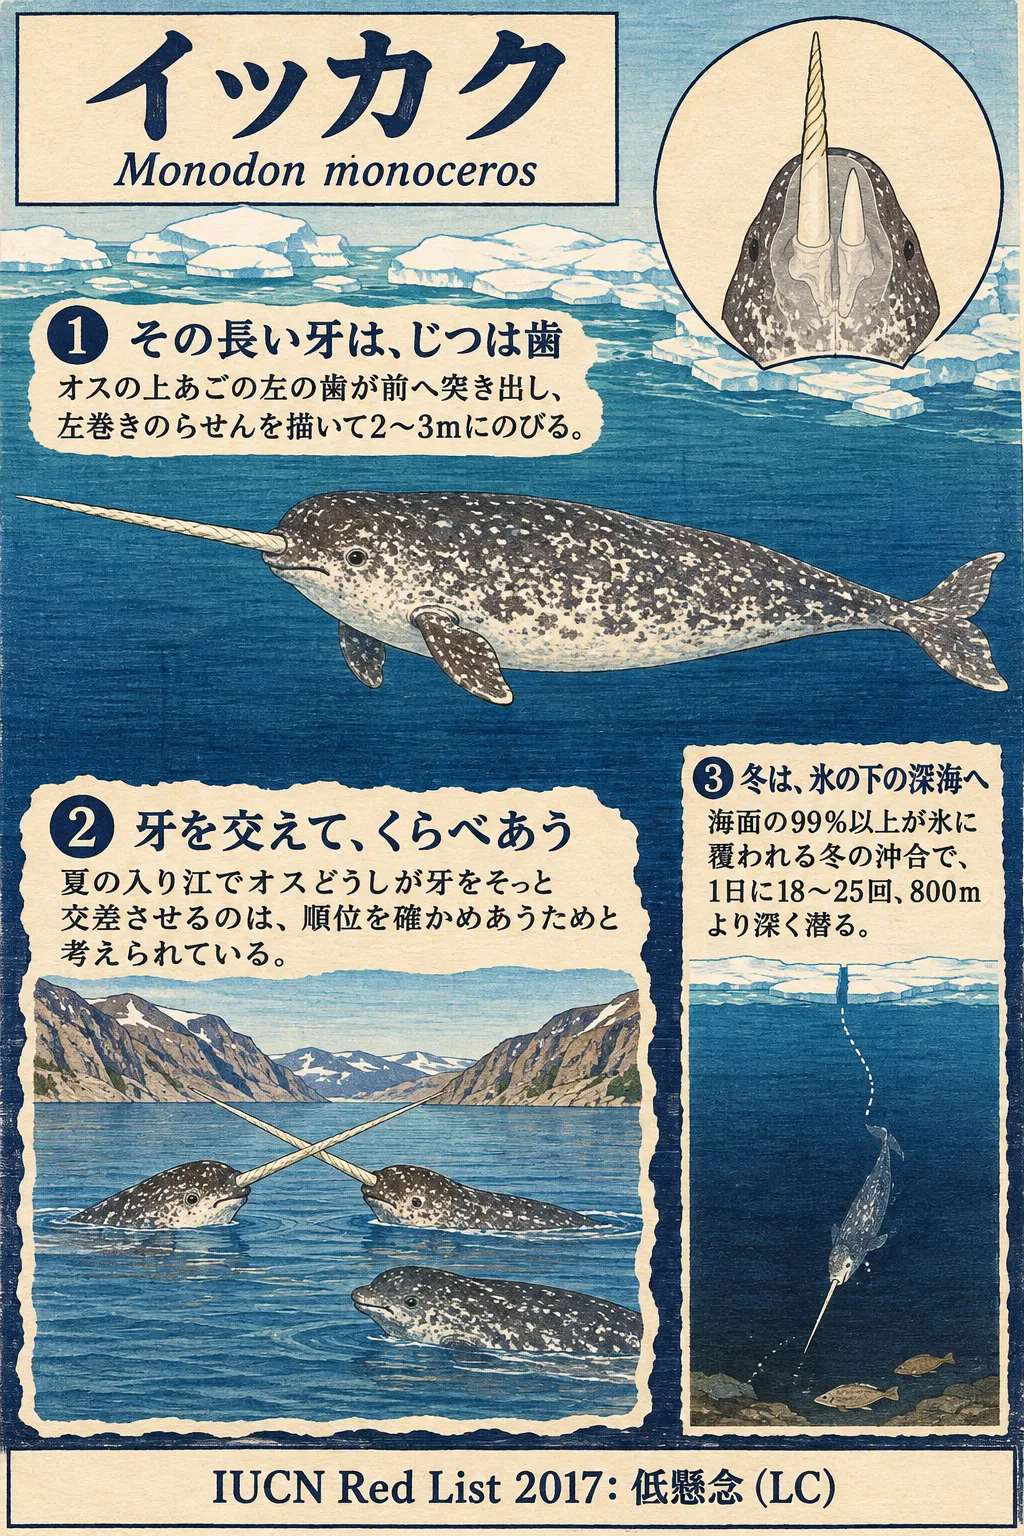 イッカク
Monodon monoceros
1 その長い牙は、じつは歯
オスの上あごの左の歯が前へ突き出し、
左巻きのらせんを描いて2〜3mにのびる。
2 牙を交えて、くらべあう
夏の入り江でオスどうしが牙をそっと
交差させるのは、順位を確かめあうためと
考えられている。
3 冬は、氷の下の深海へ
海面の99%以上が氷に
覆われる冬の沖合で、
1日に18〜25回、800m
より深く潜る。
IUCN Red List 2017: 低懸念 (LC)